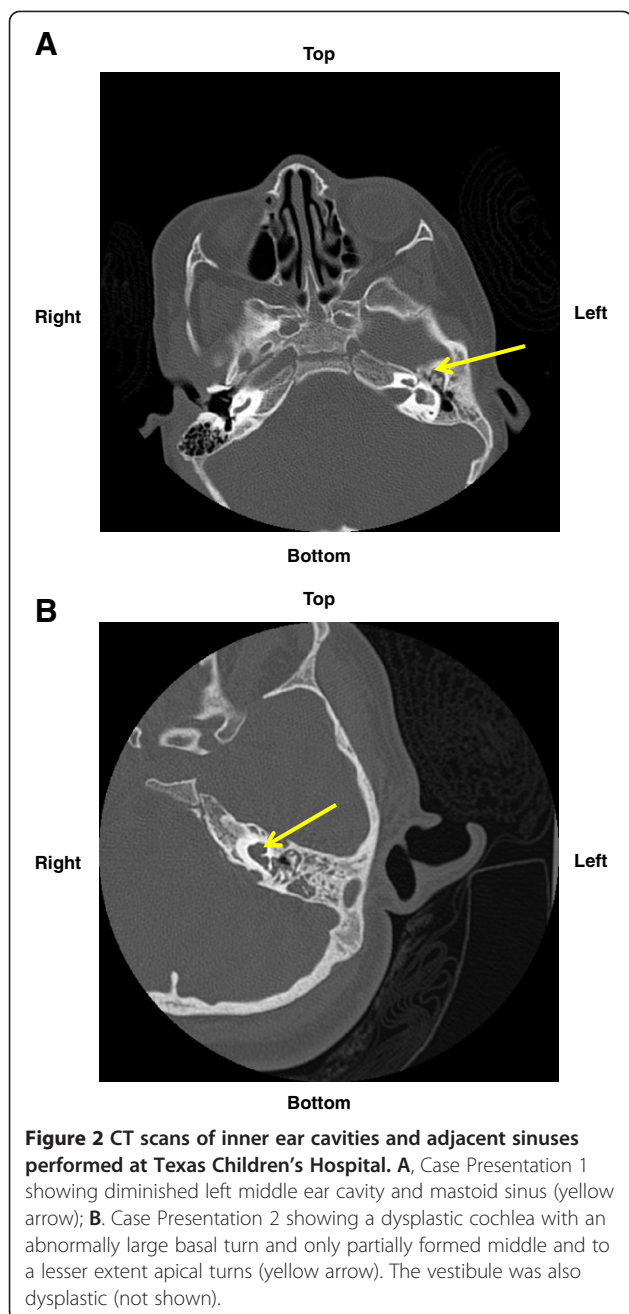 A
Top
Right
Left
Bottom
B
Top
Right
Left
Bottom
Figure 2 CT scans of inner ear cavities and adjacent sinuses
performed at Texas Children's Hospital. A, Case Presentation 1
showing diminished left middle ear cavity and mastoid sinus (yellow
arrow); B. Case Presentation 2 showing a dysplastic cochlea with an
abnormally large basal turn and only partially formed middle and to
a lesser extent apical turns (yellow arrow). The vestibule was also
dysplastic (not shown).